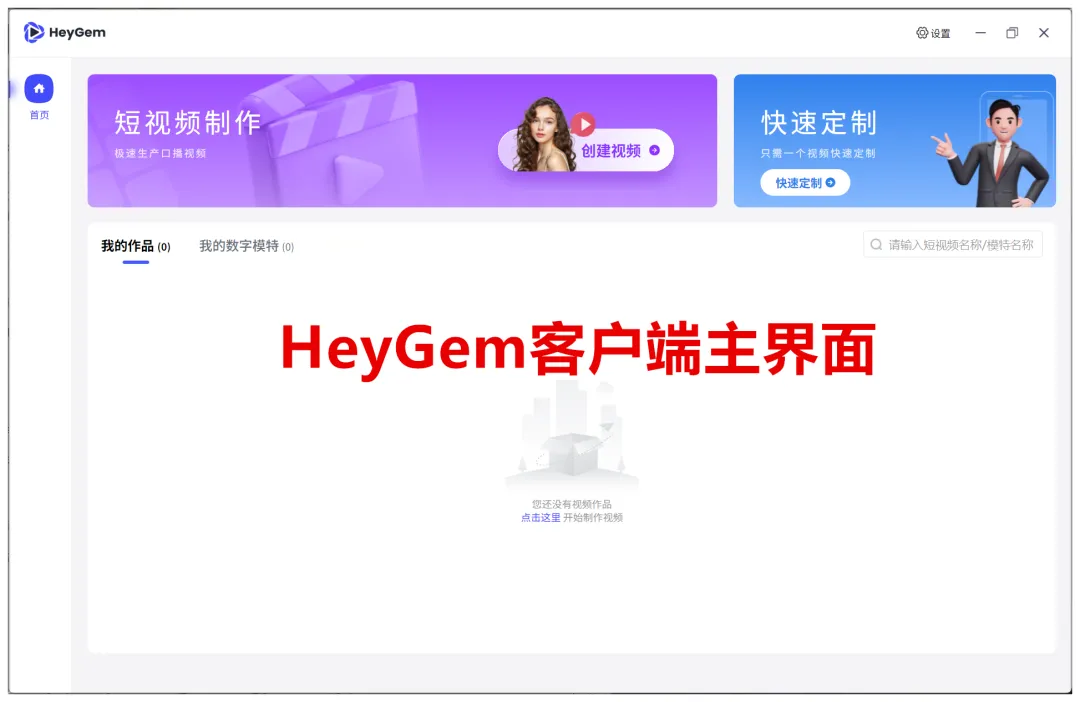 HeyGem
设置
首页
短视频制作
极速生产口播视频
创建视频
快速定制
只需一个视频快速定制
快速定制
我的作品 (0)
我的数字模特 (0)
请输入短视频名称/模特名称
HeyGem客户端主界面
您还没有视频作品
点击这里 开始制作视频